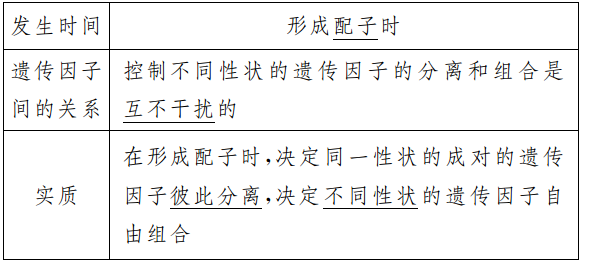 发生时间 形成配子时
遗传因子 控制不同性状的遗传因子的分离和组合是
间的关系 互不干扰的
在形成配子时,决定同一性状的成对的遗传
实质 因子彼此分离,决定不同性状的遗传因子自
由组合